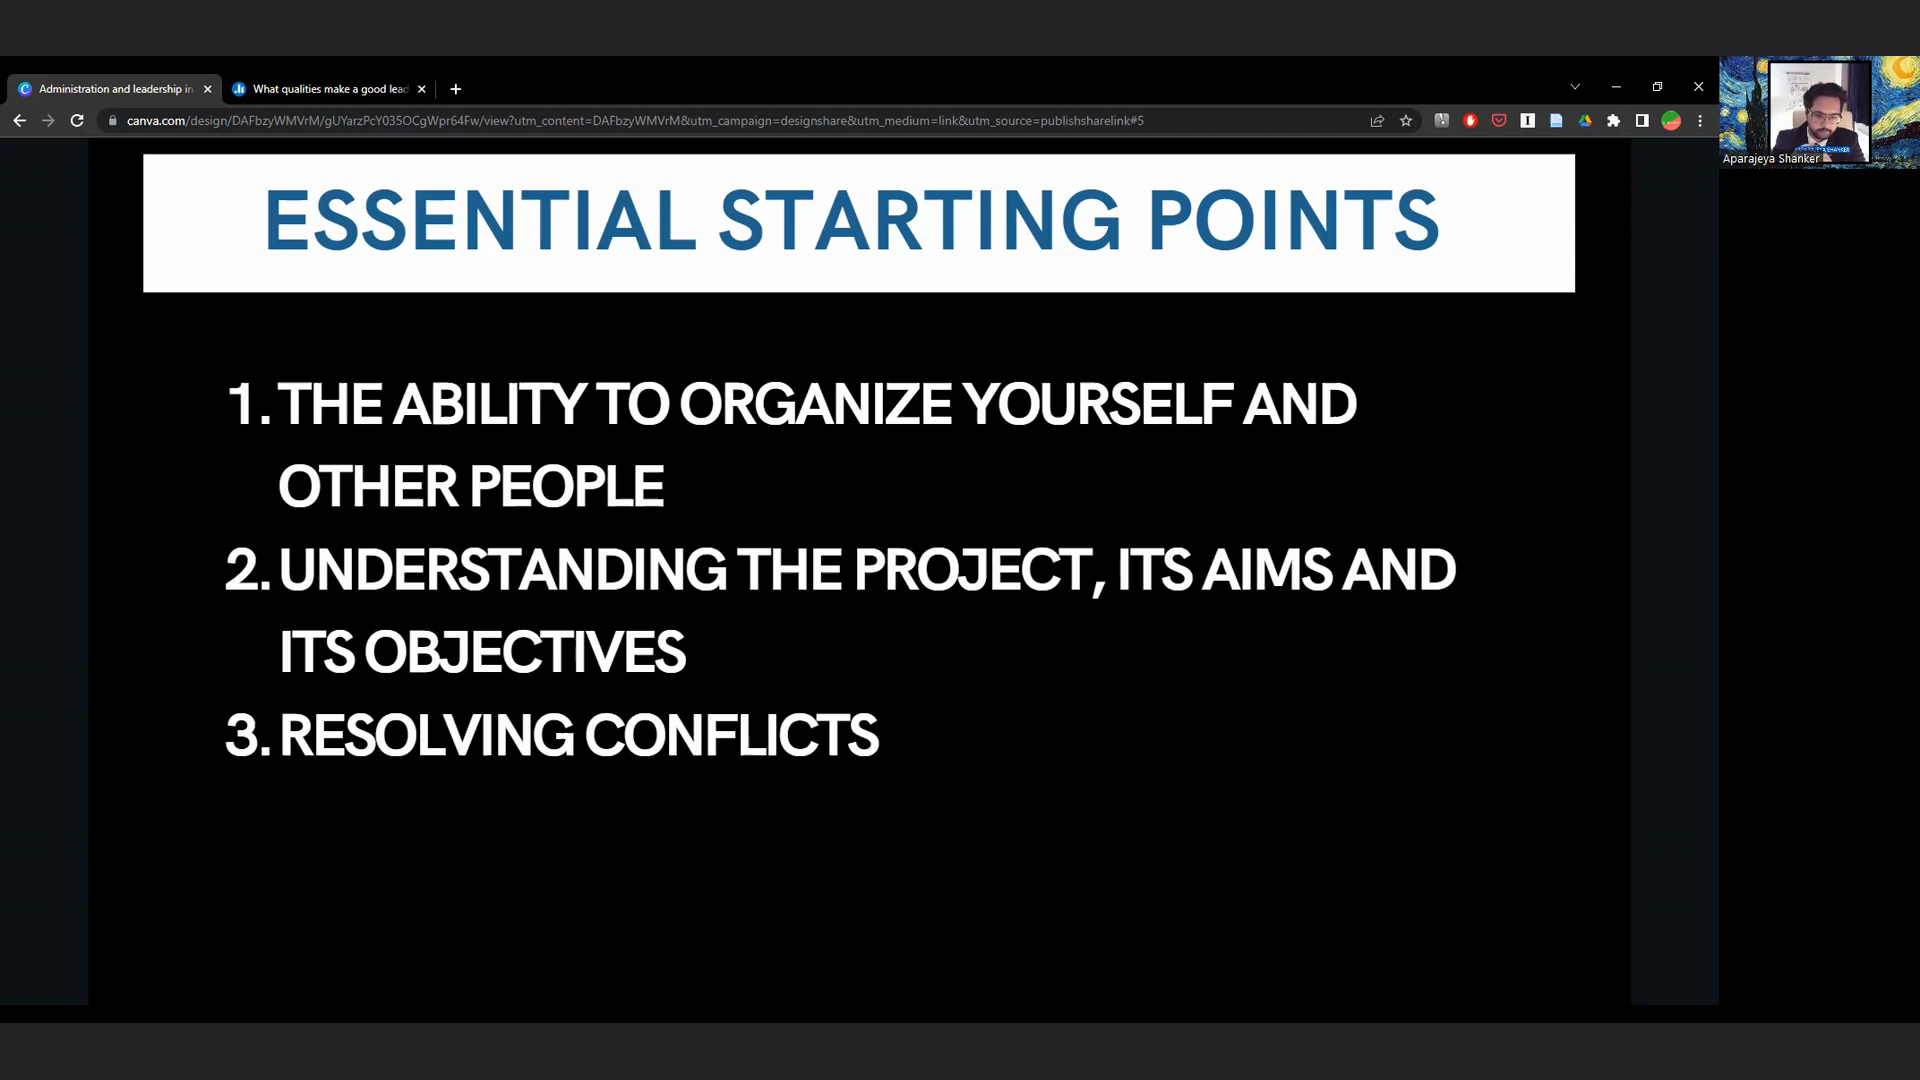 Administration and leadership in
What qualities make a good lead
canva.com/design/DAFbzyWMVrM/gUYarzPcY035OCgWpr64Fw/view?utm_content=DAFbzyWMVrM&utm_campaign=designshare&utm_medium=link&utm_source=publishsharelink#5
Aparajeya Shanker
ESSENTIAL STARTING POINTS
1. THE ABILITY TO ORGANIZE YOURSELF AND
OTHER PEOPLE
2. UNDERSTANDING THE PROJECT, ITS AIMS AND
ITS OBJECTIVES
3. RESOLVING CONFLICTS